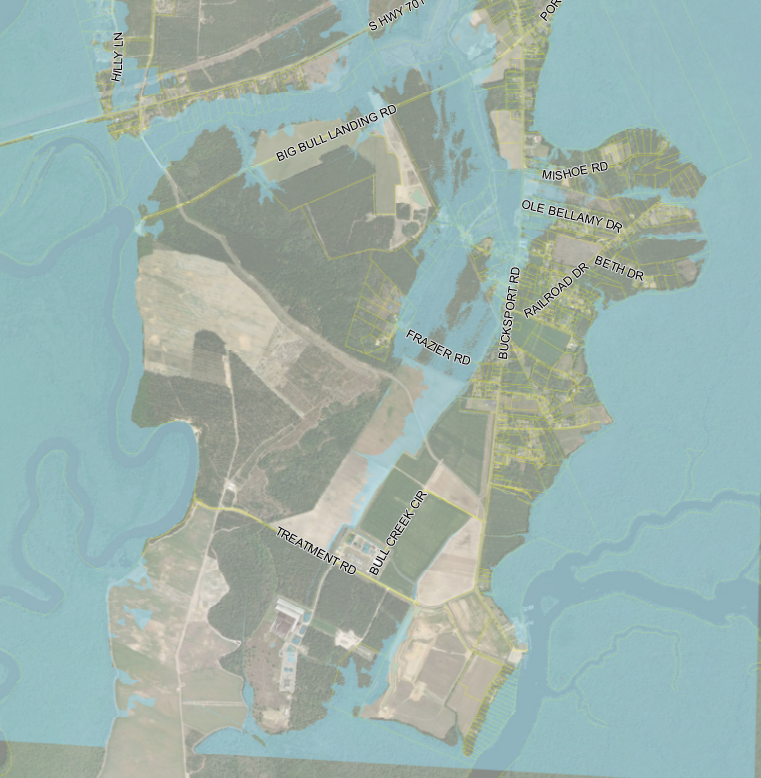 S HWY 701
HILLY LN
BIG BULL LANDING RD
MISHOE RD
OLE BELLAMY DR
BETH DR
RAILROAD DR
BUCKSPORT RD
FRAZIER RD
BULL CREEK CIR
TREATMENT RD